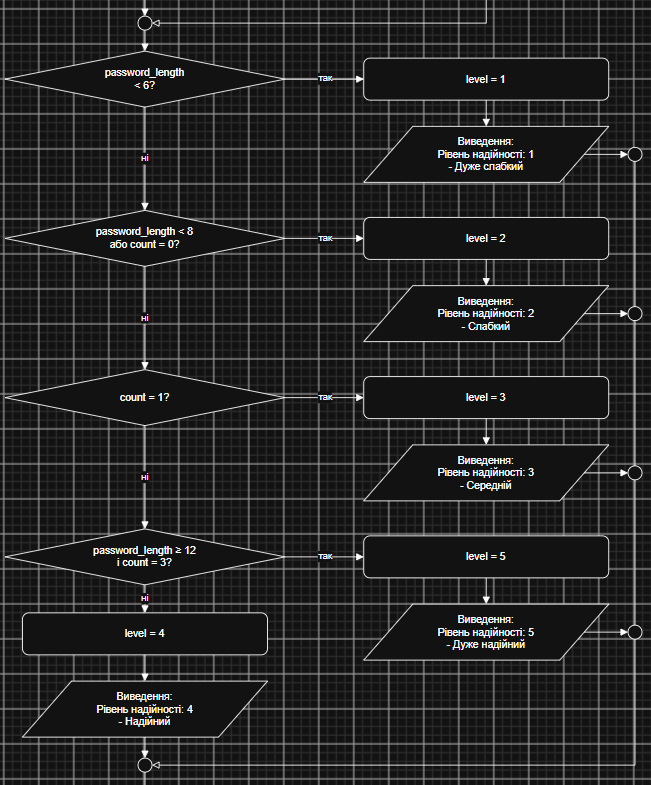 password_length
< 6?
так
level = 1
Виведення:
Рівень надійності: 1
- Дуже слабкий
ні
password_length < 8
або count = 0?
так
level = 2
Виведення:
Рівень надійності: 2
- Слабкий
ні
count = 1?
так
level = 3
Виведення:
Рівень надійності: 3
- Середній
ні
password_length ≥ 12
і count = 3?
так
level = 5
ні
Виведення:
Рівень надійності: 5
- Дуже надійний
level = 4
Виведення:
Рівень надійності: 4
- Надійний